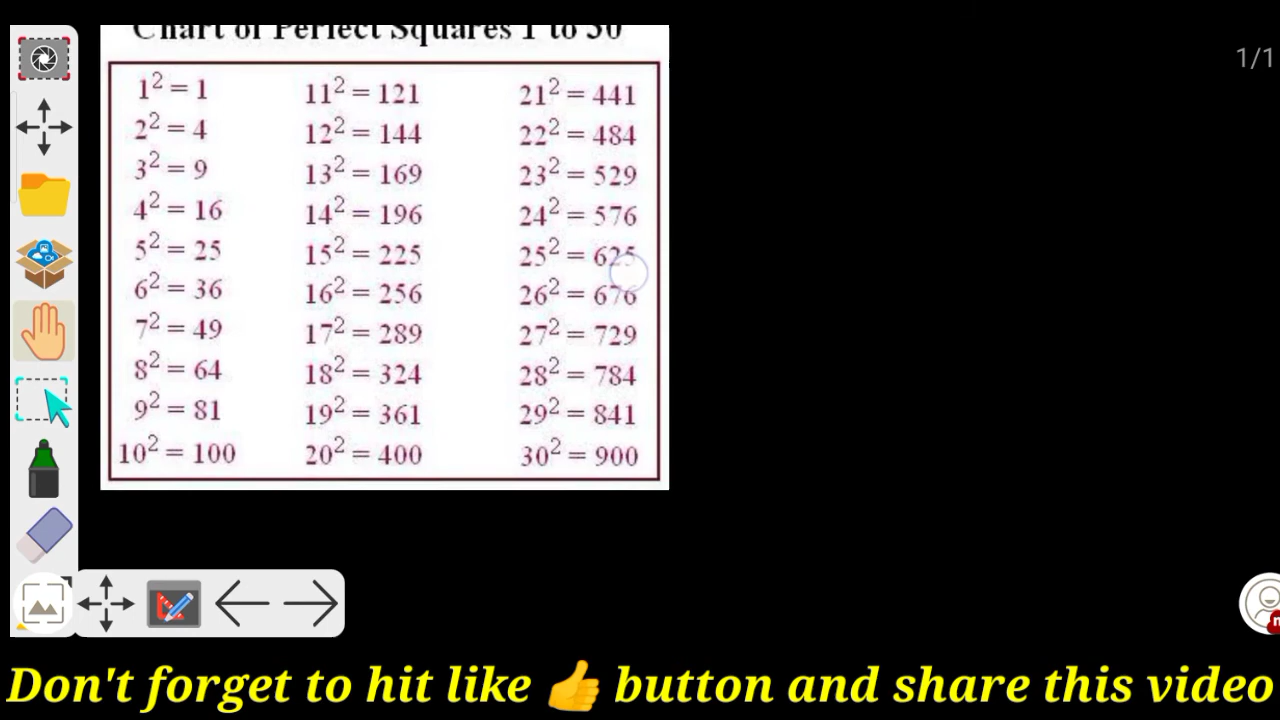 Chart of Perfect Squares 1 to 30
1² = 1
2² = 4
3² = 9
4² = 16
5² = 25
6² = 36
7² = 49
8² = 64
9² = 81
10² = 100
11² = 121
12² = 144
13² = 169
14² = 196
15² = 225
16² = 256
17² = 289
18² = 324
19² = 361
20² = 400
21² = 441
22² = 484
23² = 529
24² = 576
25² = 625
26² = 676
27² = 729
28² = 784
29² = 841
30² = 900
1/1
Don't forget to hit like 👍 button and share this video